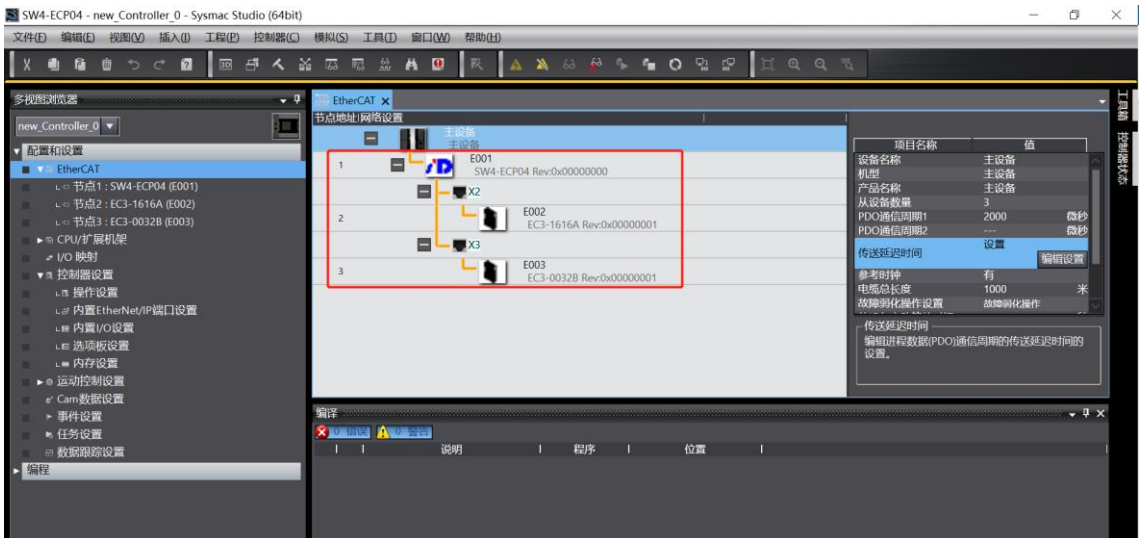 SW4-ECP04 - new_Controller_0 - Sysmac Studio (64bit)
文件(F) 编辑(E) 视图(V) 插入(I) 工程(P) 控制器(C) 模拟(S) 工具(T) 窗口(W) 帮助(H)
多视图浏览器
new_Controller_0
配置和设置
EtherCAT
节点1 : SW4-ECP04 (E001)
节点2 : EC3-1616A (E002)
节点3 : EC3-0032B (E003)
CPU/扩展机架
I/O 映射
控制器设置
操作设置
内置EtherNet/IP端口设置
内置I/O设置
选项板设置
内存设置
运动控制设置
Cam数据设置
事件设置
任务设置
数据跟踪设置
编程
EtherCAT
节点地址|网络设置
主设备
主设备
1
E001
SW4-ECP04 Rev:0x00000000
X2
2
E002
EC3-1616A Rev:0x00000001
X3
3
E003
EC3-0032B Rev:0x00000001
项目名称 值
设备名称 主设备
机型 主设备
产品名称 主设备
从设备数量 3
PDO通信周期1 2000 微秒
PDO通信周期2 --- 微秒
传送延迟时间 设置
编辑设置
参考时钟 有
电缆总长度 1000 米
故障弱化操作设置 故障弱化操作
传送延迟时间
编辑进程数据(PDO)通信周期的传送延迟时间的
设置。
工具箱
控制器状态
编译
0 错误 0 警告
说明 程序 位置